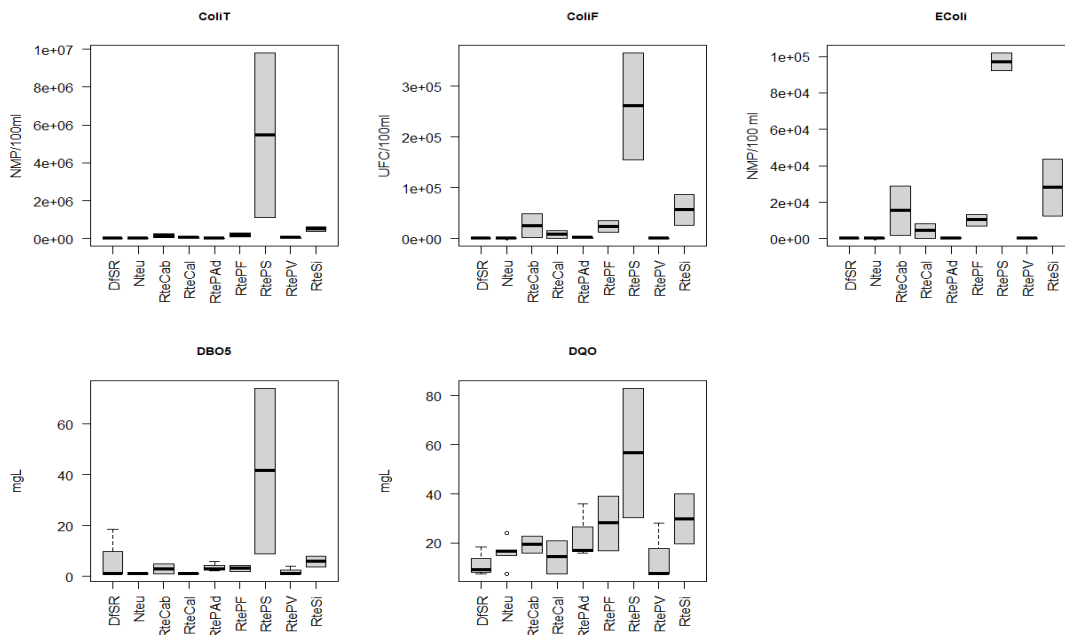 ColiT
NMP/100ml
1e+07
8e+06
6e+06
4e+06
2e+06
0e+00
DfSR
Nteu
RteCab
RteCal
RtePAd
RtePF
RtePS
RtePV
RteSi
ColiF
UFC/100ml
3e+05
2e+05
1e+05
0e+00
DfSR
Nteu
RteCab
RteCal
RtePAd
RtePF
RtePS
RtePV
RteSi
EColi
NMP/100 ml
1e+05
8e+04
6e+04
4e+04
2e+04
0e+00
DfSR
Nteu
RteCab
RteCal
RtePAd
RtePF
RtePS
RtePV
RteSi
DBO5
mgL
60
40
20
0
DfSR
Nteu
RteCab
RteCal
RtePAd
RtePF
RtePS
RtePV
RteSi
DQO
mgL
80
60
40
20
DfSR
Nteu
RteCab
RteCal
RtePAd
RtePF
RtePS
RtePV
RteSi